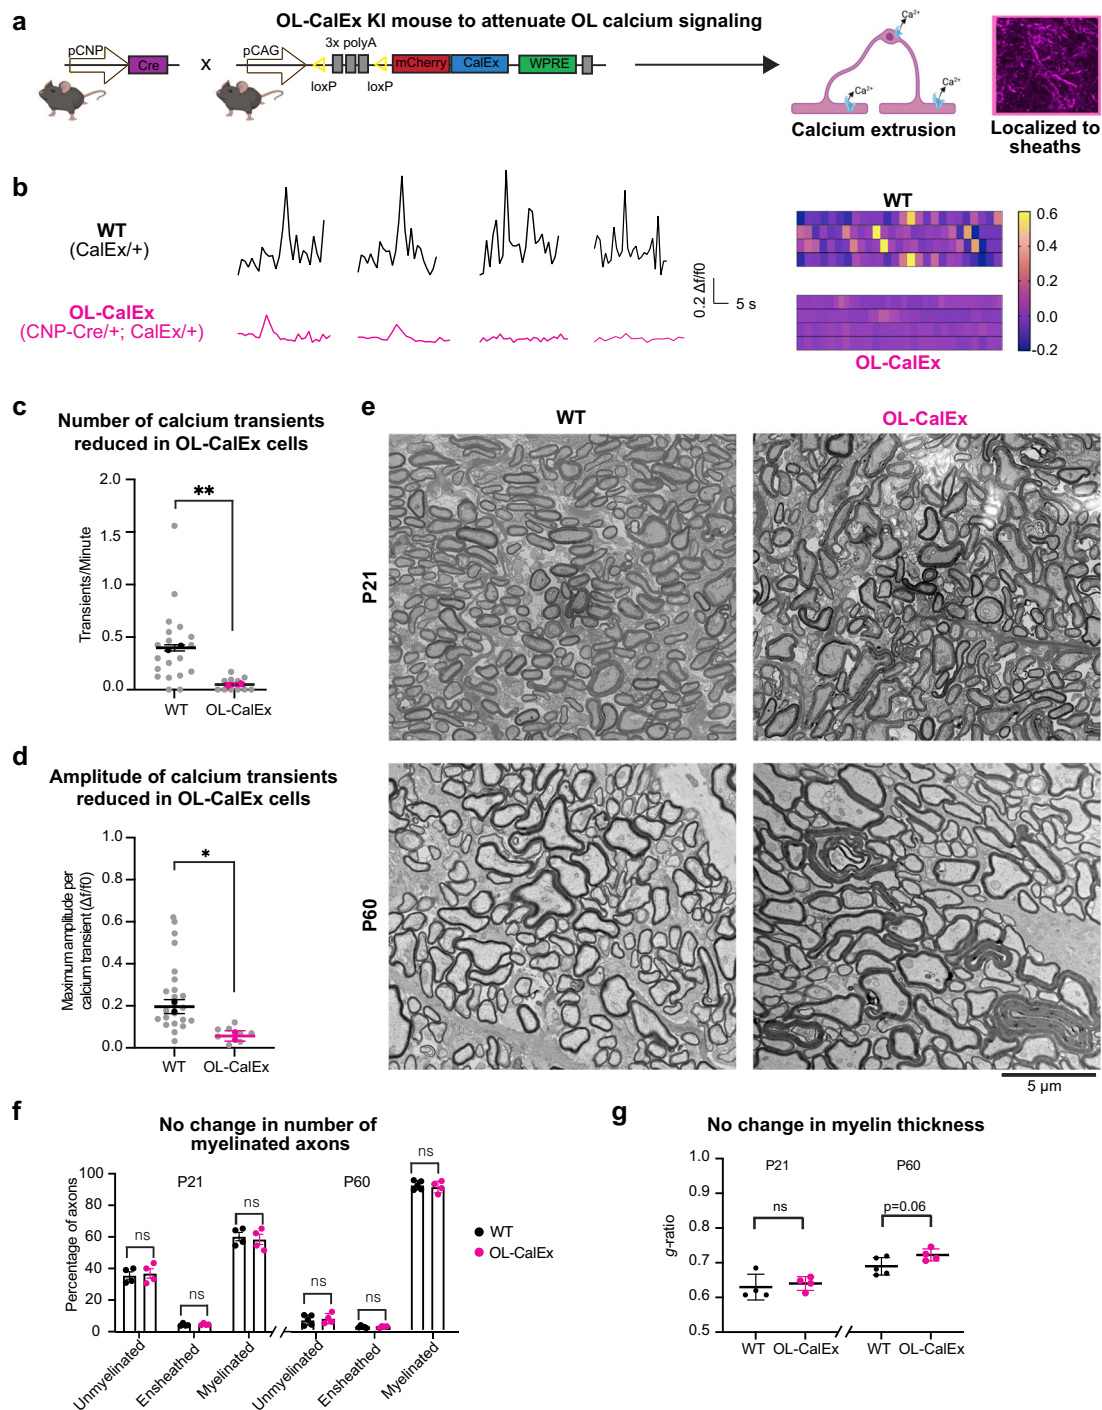 a
OL-CalEx KI mouse to attenuate OL calcium signaling
pCNP
Cre
x
pCAG
3x polyA
loxP
loxP
mCherry
CalEx
WPRE
Ca²⁺
Ca²⁺
Ca²⁺
Calcium extrusion
Localized to
sheaths
b
WT
(CalEx/+)
OL-CalEx
(CNP-Cre/+; CalEx/+)
0.2 Δf/f0
5 s
WT
OL-CalEx
0.6
0.4
0.2
0.0
-0.2
c
Number of calcium transients
reduced in OL-CalEx cells
Transients/Minute
2.0
1.5
1.0
0.5
0.0
**
WT
OL-CalEx
d
Amplitude of calcium transients
reduced in OL-CalEx cells
Maximum amplitude per
calcium transient (Δf/f0)
1.0
0.8
0.6
0.4
0.2
0.0
*
WT
OL-CalEx
e
WT
OL-CalEx
P21
P60
5 µm
f
No change in number of
myelinated axons
Percentage of axons
100
80
60
40
20
0
P21
P60
ns
ns
ns
ns
ns
ns
Unmyelinated
Ensheathed
Myelinated
Unmyelinated
Ensheathed
Myelinated
WT
OL-CalEx
g
No change in myelin thickness
g-ratio
1.0
0.9
0.8
0.7
0.6
0.5
P21
P60
ns
p=0.06
WT
OL-CalEx
WT
OL-CalEx